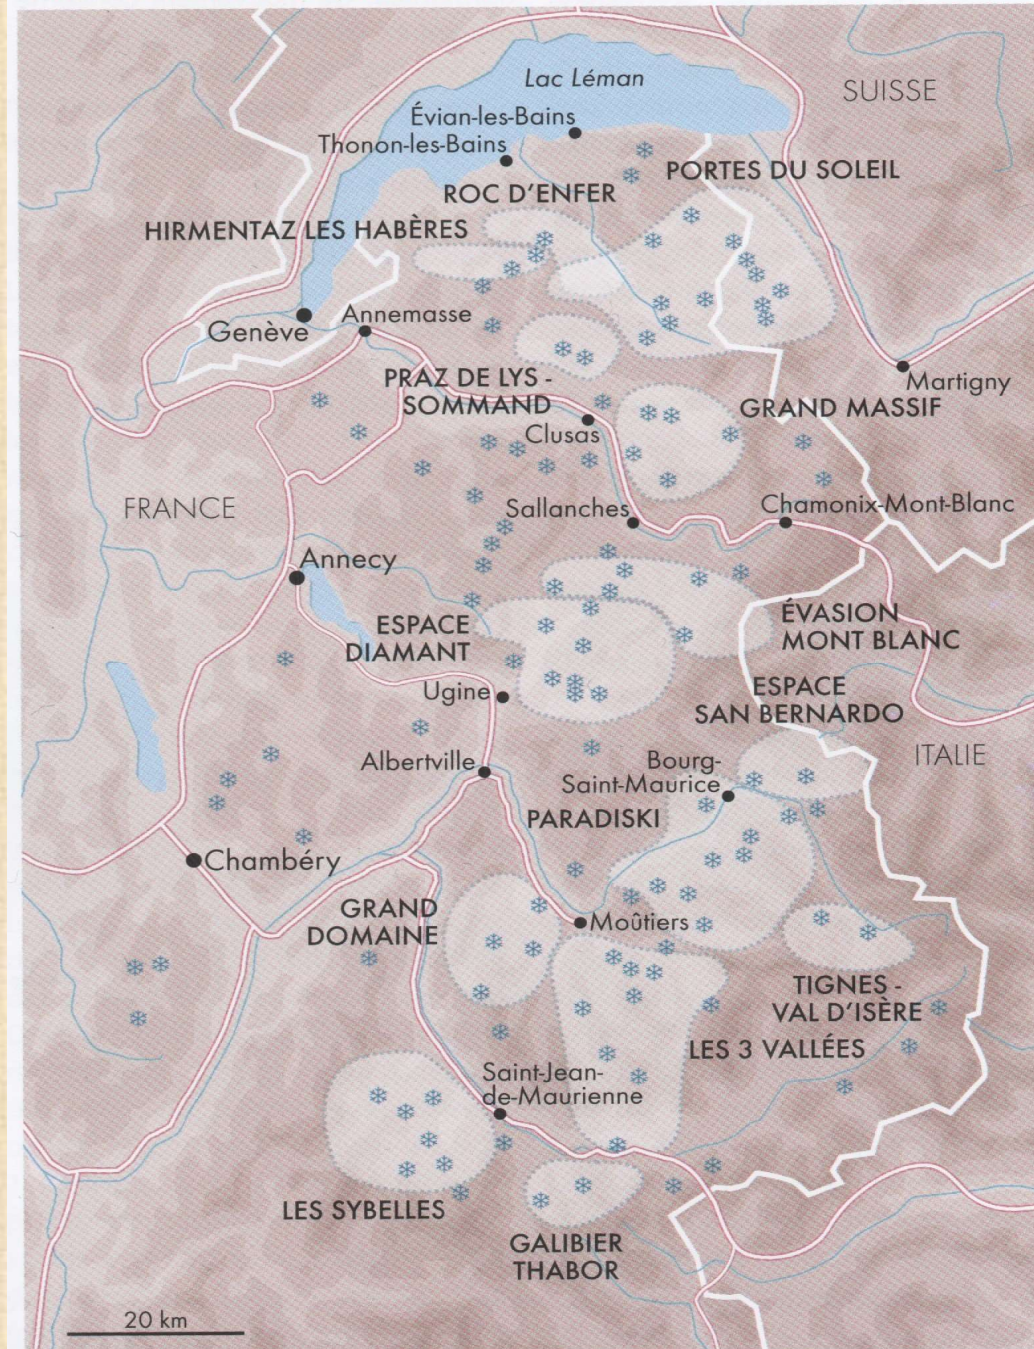 Lac Léman
SUISSE
Évian-les-Bains
Thonon-les-Bains
PORTES DU SOLEIL
ROC D'ENFER
HIRMENTAZ LES HABÈRES
Genève
Annemasse
PRAZ DE LYS -
SOMMAND
Martigny
GRAND MASSIF
Clusas
FRANCE
Sallanches
Chamonix-Mont-Blanc
Annecy
ESPACE
DIAMANT
ÉVASION
MONT BLANC
Ugine
ESPACE
SAN BERNARDO
ITALIE
Albertville
Bourg-
Saint-Maurice
PARADISKI
Chambéry
GRAND
DOMAINE
Moûtiers
TIGNES -
VAL D'ISÈRE
LES 3 VALLÉES
Saint-Jean-
de-Maurienne
LES SYBELLES
GALIBIER
THABOR
20 km